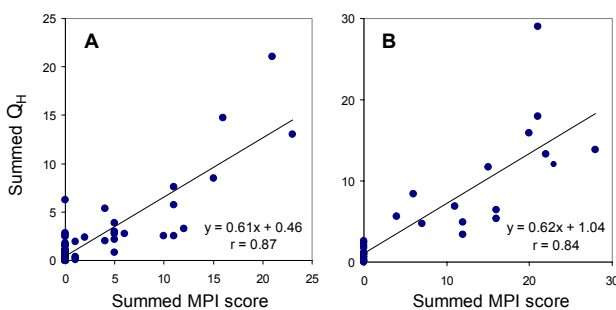 A
B
25
20
15
10
5
0
Summed Q_H
y = 0.61x + 0.46
r = 0.87
0 5 10 15 20 25
Summed MPI score
30
20
10
0
y = 0.62x + 1.04
r = 0.84
0 10 20 30
Summed MPI score